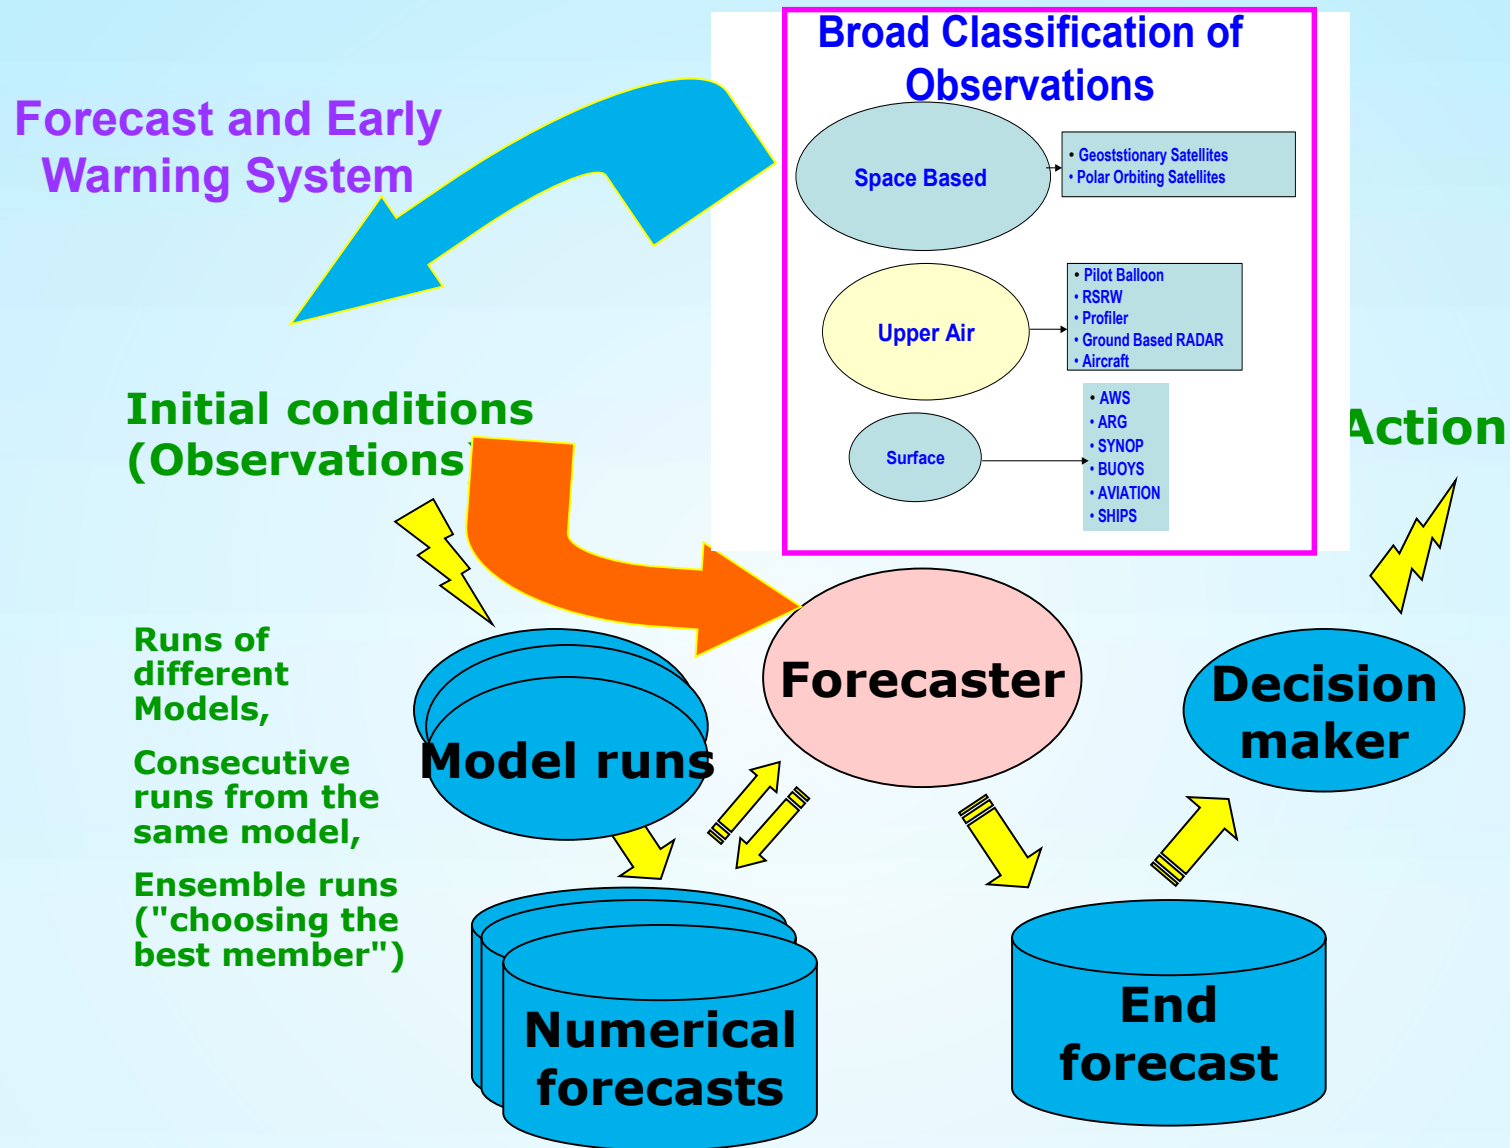 Broad Classification of
Observations
Forecast and Early
Warning System
Space Based
• Geoststionary Satellites
• Polar Orbiting Satellites
Upper Air
• Pilot Balloon
• RSRW
• Profiler
• Ground Based RADAR
• Aircraft
Surface
• AWS
• ARG
• SYNOP
• BUOYS
• AVIATION
• SHIPS
Initial conditions
(Observations)
Action
Runs of
different
Models,
Consecutive
runs from the
same model,
Ensemble runs
("choosing the
best member")
Model runs
Forecaster
Decision
maker
Numerical
forecasts
End
forecast